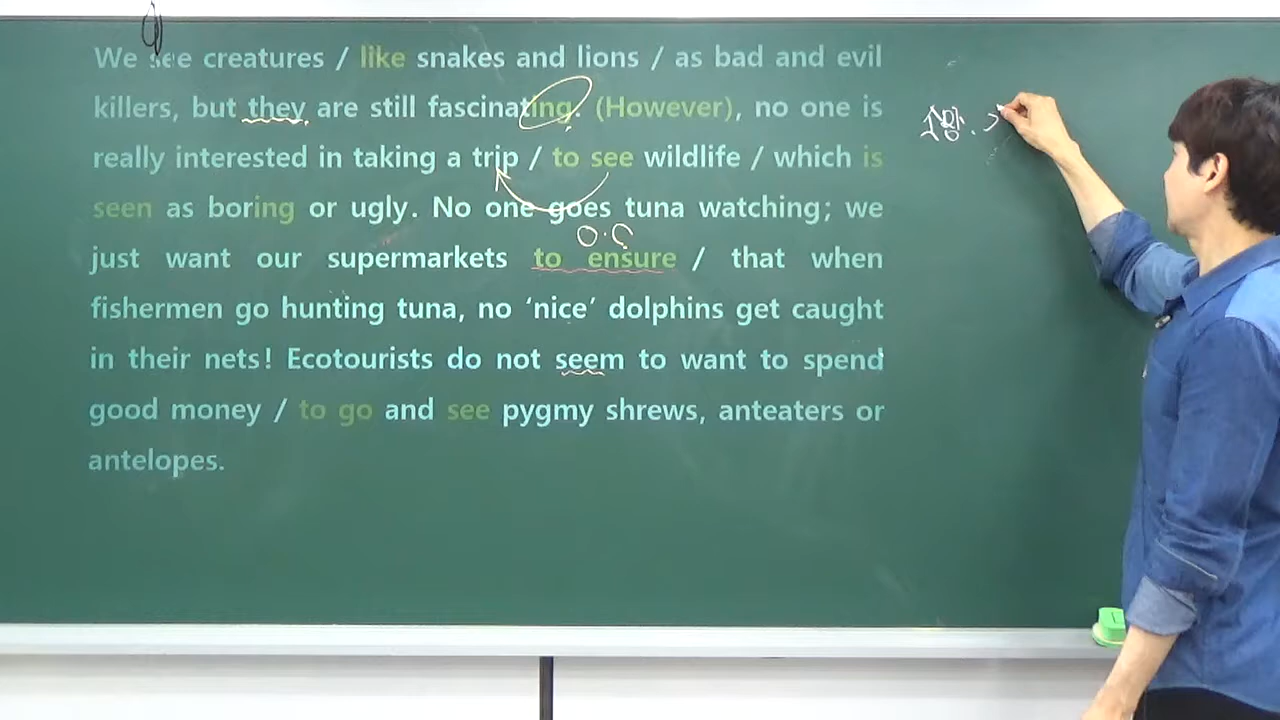 We see creatures / like snakes and lions / as bad and evil
killers, but they are still fascinating. (However), no one is
really interested in taking a trip / to see wildlife / which is
seen as boring or ugly. No one goes tuna watching; we
O.C
just want our supermarkets to ensure / that when
fishermen go hunting tuna, no ‘nice’ dolphins get caught
in their nets! Ecotourists do not seem to want to spend
good money / to go and see pygmy shrews, anteaters or
antelopes.